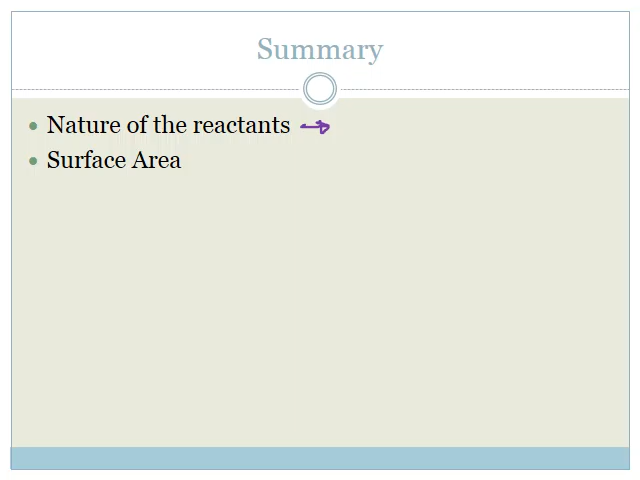 Summary
Nature of the reactants →
Surface Area